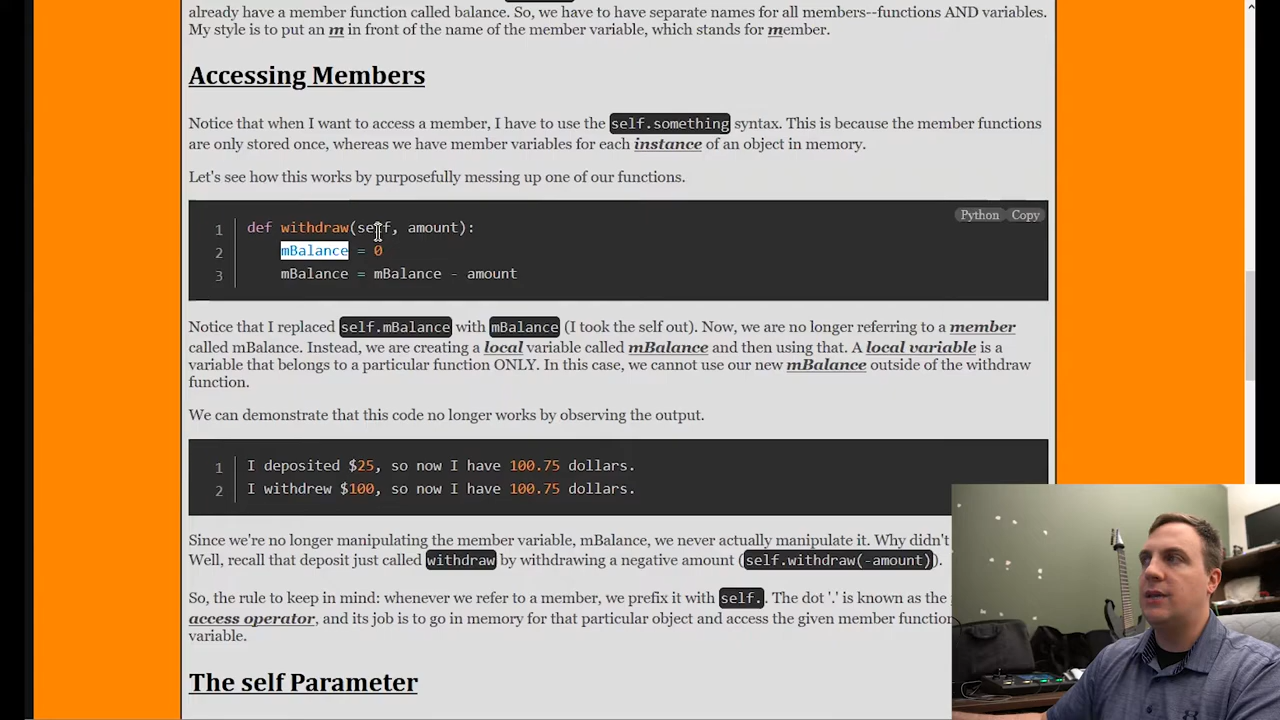 already have a member function called balance. So, we have to have separate names for all members--functions AND variables.
My style is to put an m in front of the name of the member variable, which stands for member.
Accessing Members
Notice that when I want to access a member, I have to use the self.something syntax. This is because the member functions
are only stored once, whereas we have member variables for each instance of an object in memory.
Let's see how this works by purposefully messing up one of our functions.
Python Copy
1 def withdraw(self, amount):
2 mBalance = 0
3 mBalance = mBalance - amount
Notice that I replaced self.mBalance with mBalance (I took the self out). Now, we are no longer referring to a member
called mBalance. Instead, we are creating a local variable called mBalance and then using that. A local variable is a
variable that belongs to a particular function ONLY. In this case, we cannot use our new mBalance outside of the withdraw
function.
We can demonstrate that this code no longer works by observing the output.
1 I deposited $25, so now I have 100.75 dollars.
2 I withdrew $100, so now I have 100.75 dollars.
Since we're no longer manipulating the member variable, mBalance, we never actually manipulate it. Why didn't
Well, recall that deposit just called withdraw by withdrawing a negative amount (self.withdraw(-amount)).
So, the rule to keep in mind: whenever we refer to a member, we prefix it with self.. The dot '.' is known as the
access operator, and its job is to go in memory for that particular object and access the given member function
variable.
The self Parameter